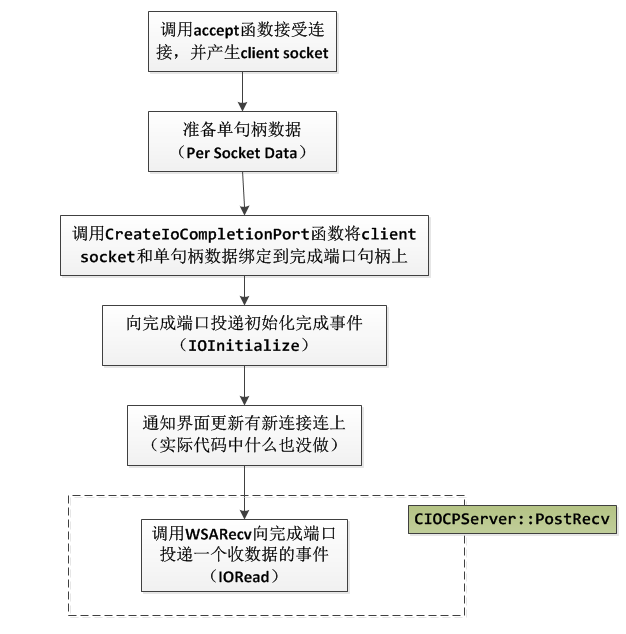 调用accept函数接受连
接，并产生client socket
准备单句柄数据
（Per Socket Data）
调用CreateIoCompletionPort函数将client
socket和单句柄数据绑定到完成端口句柄上
向完成端口投递初始化完成事件
（IOInitialize）
通知界面更新有新连接连上
（实际代码中什么也没做）
CIOCPServer::PostRecv
调用WSARecv向完成端口
投递一个收数据的事件
（IORead）